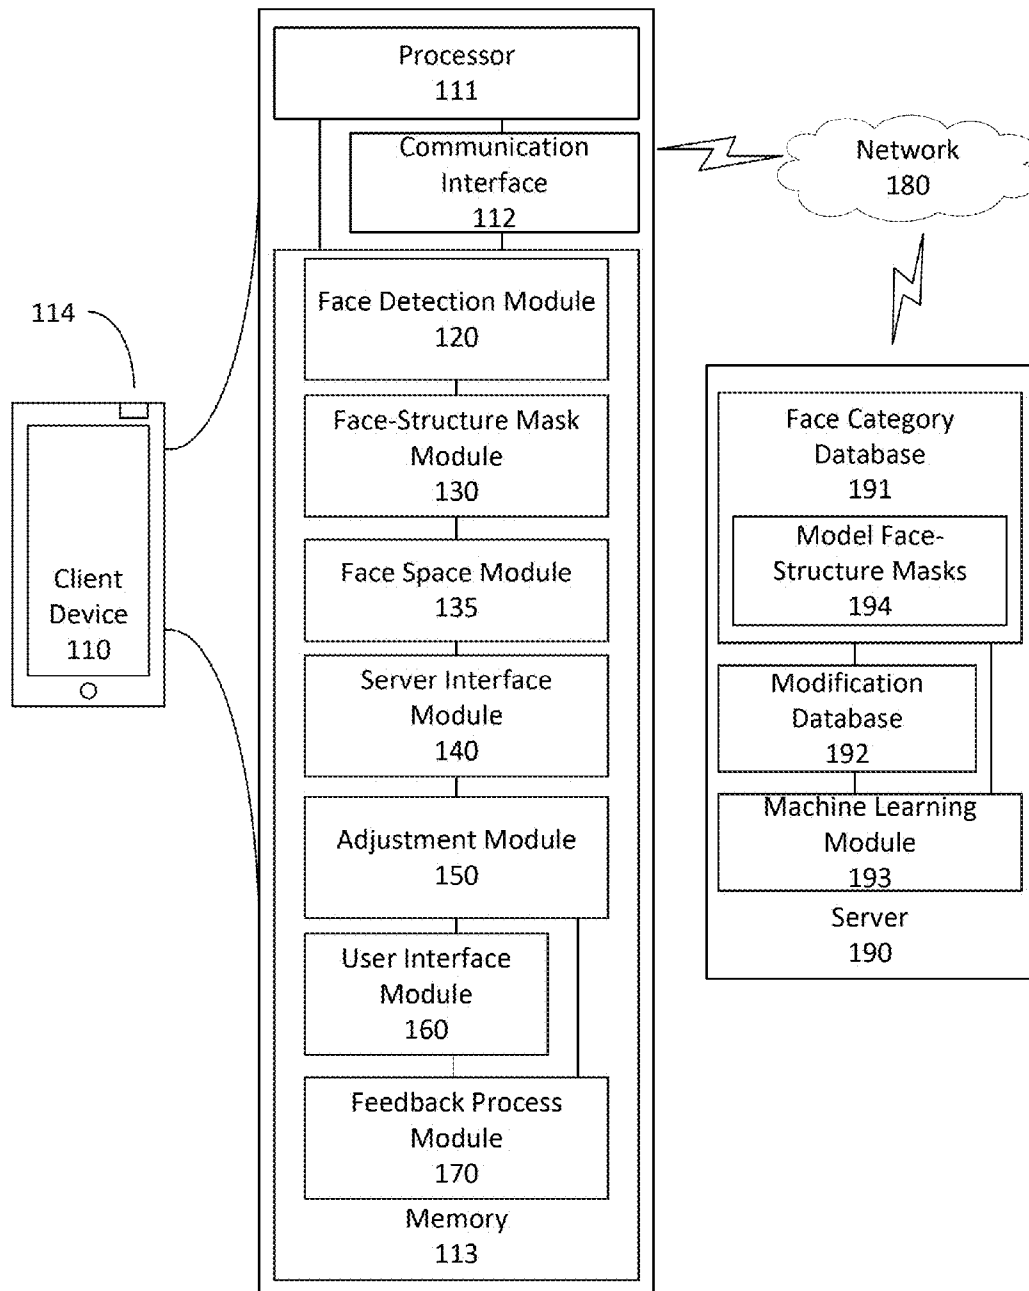 Processor
111
Communication
Interface
112
Network
180
Face Detection Module
120
114
Face-Structure Mask
Module
130
Face Category
Database
191
Model Face-
Structure Masks
194
Face Space Module
135
Client
Device
110
Server Interface
Module
140
Modification
Database
192
Adjustment Module
150
Machine Learning
Module
193
Server
190
User Interface
Module
160
Feedback Process
Module
170
Memory
113